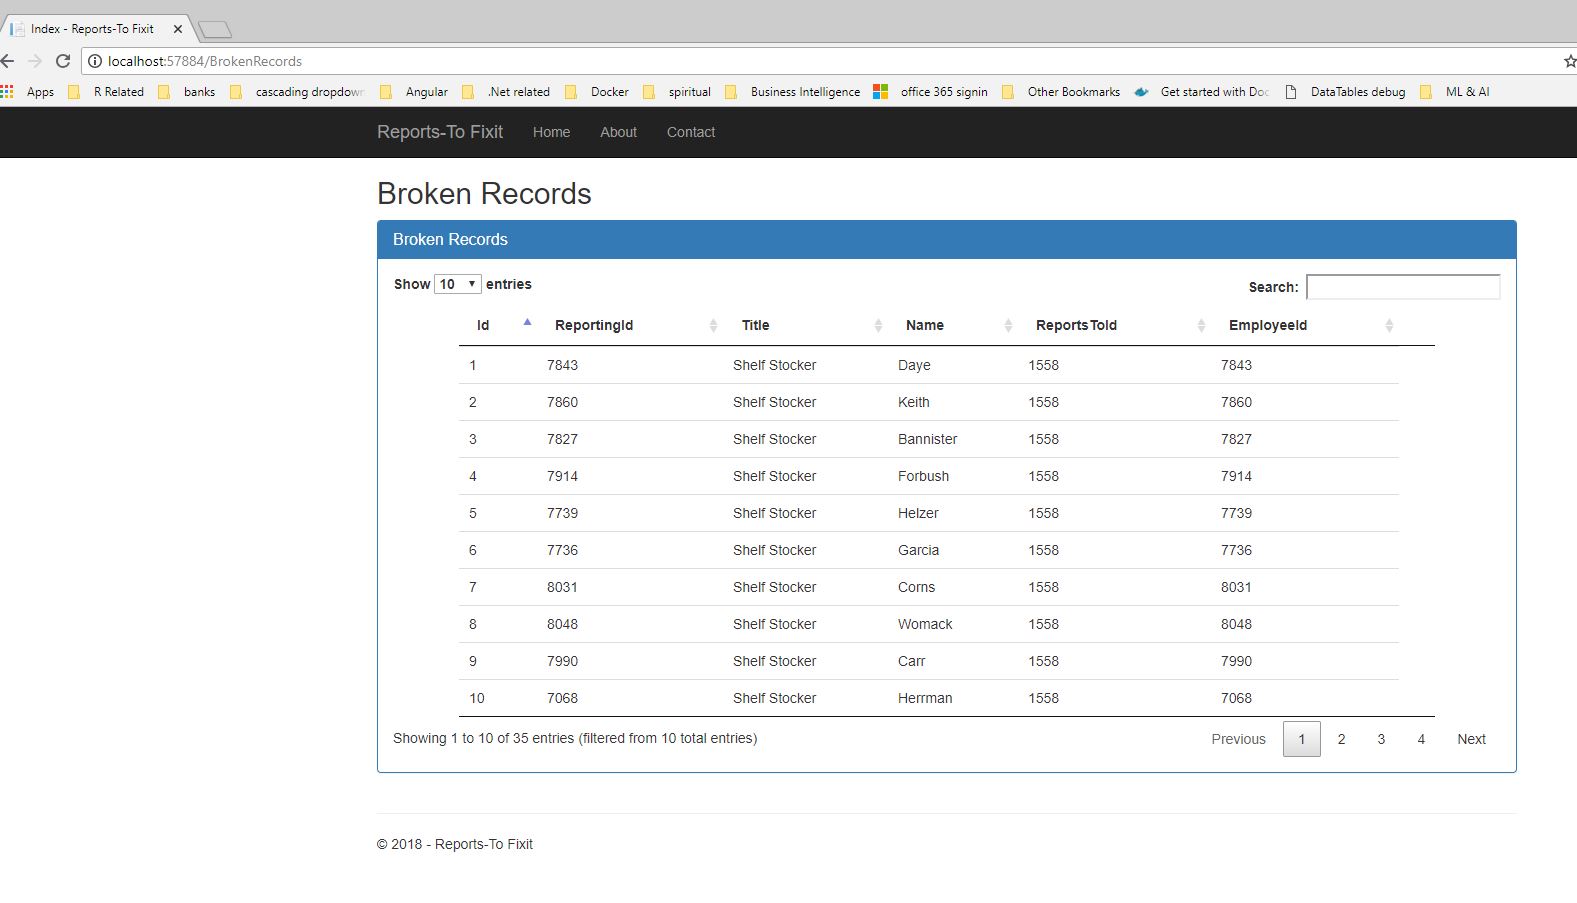 Index - Reports-To Fixit
localhost:57884/BrokenRecords
Apps R Related banks cascading dropdown Angular .Net related Docker spiritual Business Intelligence office 365 signin Other Bookmarks Get started with Doc DataTables debug ML & AI
Reports-To Fixit Home About Contact
Broken Records
Broken Records
Show 10 entries Search:
Id ReportingId Title Name ReportsToId EmployeeId
1 7843 Shelf Stocker Daye 1558 7843
2 7860 Shelf Stocker Keith 1558 7860
3 7827 Shelf Stocker Bannister 1558 7827
4 7914 Shelf Stocker Forbush 1558 7914
5 7739 Shelf Stocker Helzer 1558 7739
6 7736 Shelf Stocker Garcia 1558 7736
7 8031 Shelf Stocker Corns 1558 8031
8 8048 Shelf Stocker Womack 1558 8048
9 7990 Shelf Stocker Carr 1558 7990
10 7068 Shelf Stocker Herrman 1558 7068
Showing 1 to 10 of 35 entries (filtered from 10 total entries) Previous 1 2 3 4 Next
© 2018 - Reports-To Fixit